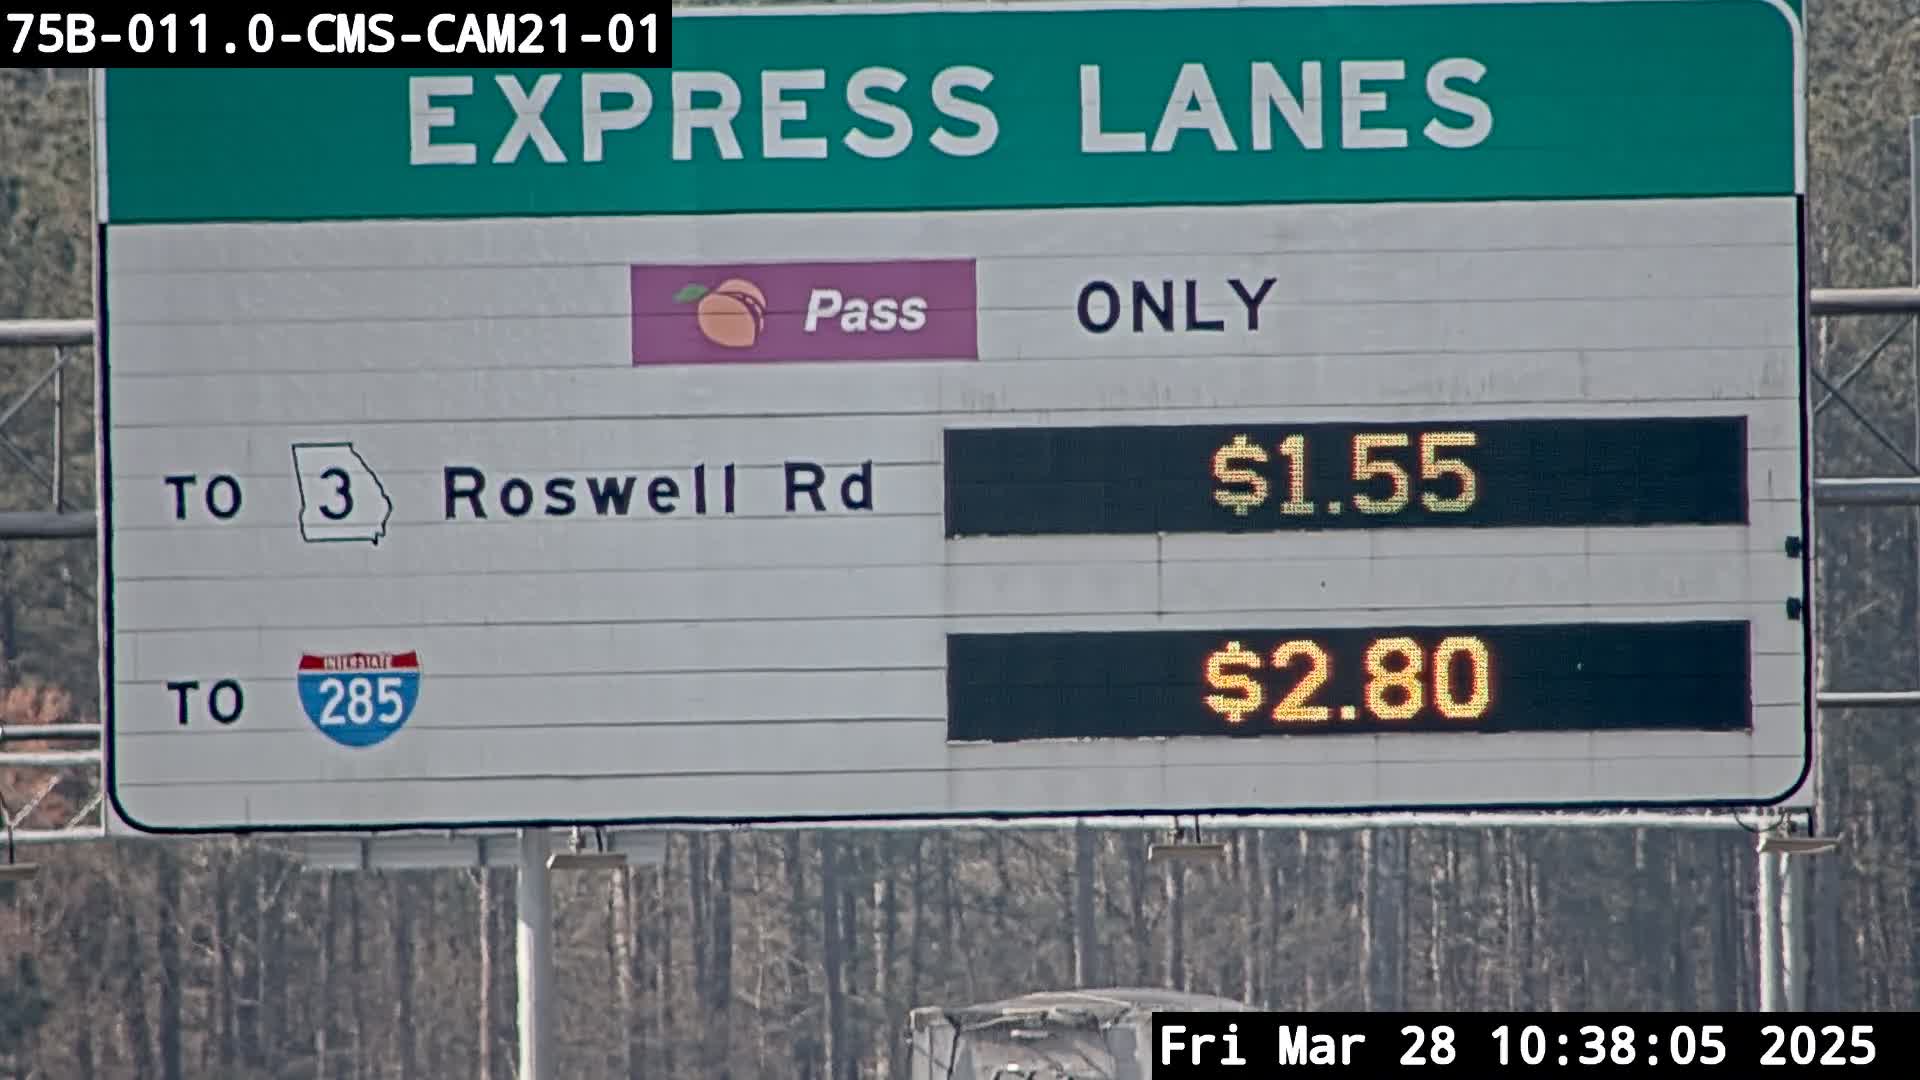 75B-011.0-CMS-CAM21-01
EXPRESS LANES
Pass ONLY
TO 3 Roswell Rd $1.55
INTERSTATE
TO 285 $2.80
Fri Mar 28 10:38:05 2025